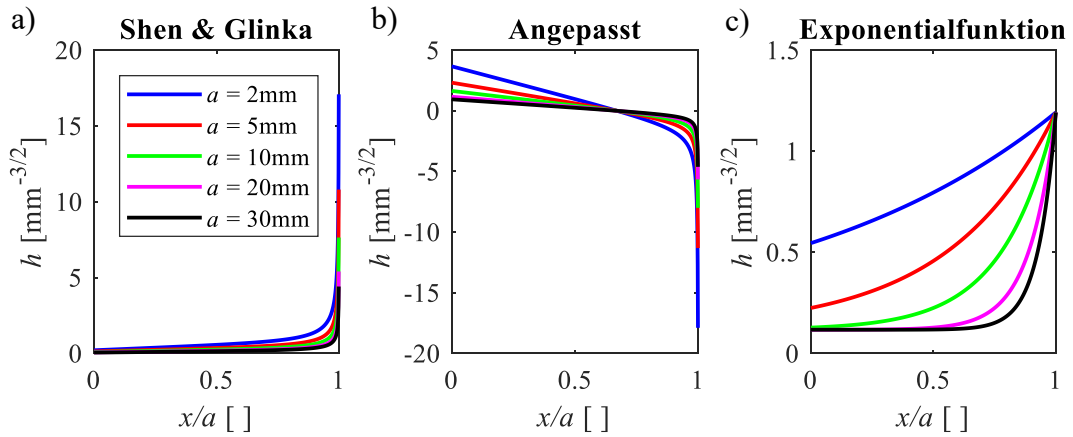 a)
Shen & Glinka
20
15
10
5
0
h [mm^-3/2]
a = 2mm
a = 5mm
a = 10mm
a = 20mm
a = 30mm
0
0.5
1
x/a [ ]
b)
Angepasst
5
0
-5
-10
-15
-20
h [mm^-3/2]
0
0.5
1
x/a [ ]
c)
Exponentialfunktion
1.5
1
0.5
0
h [mm^-3/2]
0
0.5
1
x/a [ ]